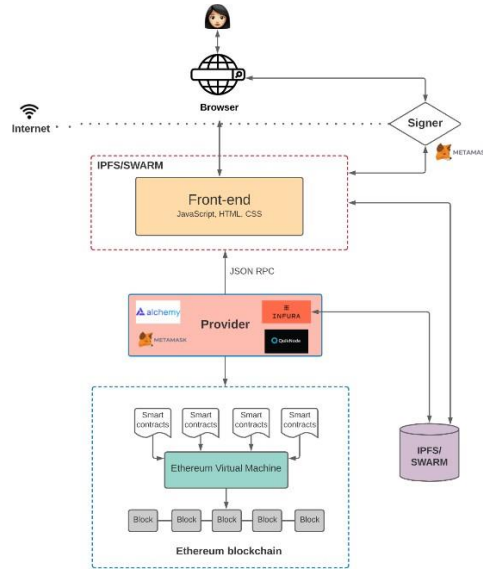 Browser
Internet
Signer
METAMASK
IPFS/SWARM
Front-end
JavaScript, HTML. CSS
JSON RPC
alchemy
INFURA
Provider
METAMASK
QuikNode
Smart
contracts
Smart
contracts
Smart
contracts
Smart
contracts
Ethereum Virtual Machine
IPFS/
SWARM
Block
Block
Block
Block
Block
Ethereum blockchain